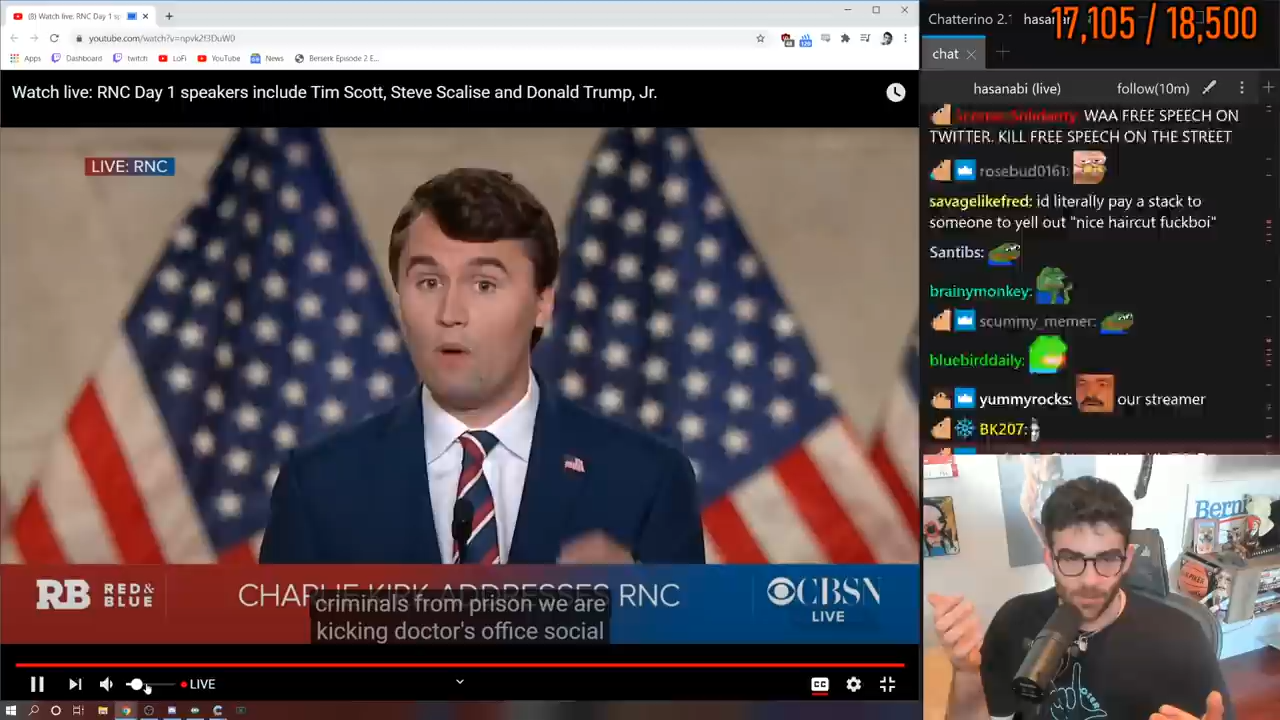 (8) Watch live: RNC Day 1 sp
Chatterino 2.1
hasanabi
17,105 / 18,500
youtube.com/watch?v=npvk2f3DuW0
Apps
Dashboard
twitch
LoFi
YouTube
News
Berserk Episode 2 E...
chat
Watch live: RNC Day 1 speakers include Tim Scott, Steve Scalise and Donald Trump, Jr.
hasanabi (live)
follow(10m)
WAA FREE SPEECH ON
TWITTER. KILL FREE SPEECH ON THE STREET
LIVE: RNC
rosebud0161:
savagelikefred: id literally pay a stack to
someone to yell out "nice haircut fuckboi"
Santibs:
brainymonkey:
scummy_memer:
bluebirddaily:
yummyrocks: our streamer
BK207:
RB RED&
BLUE
CHARLIE KIRK ADDRESSES RNC
CBSN
LIVE
criminals from prison we are
kicking doctor's office social
LIVE
CC
Bern